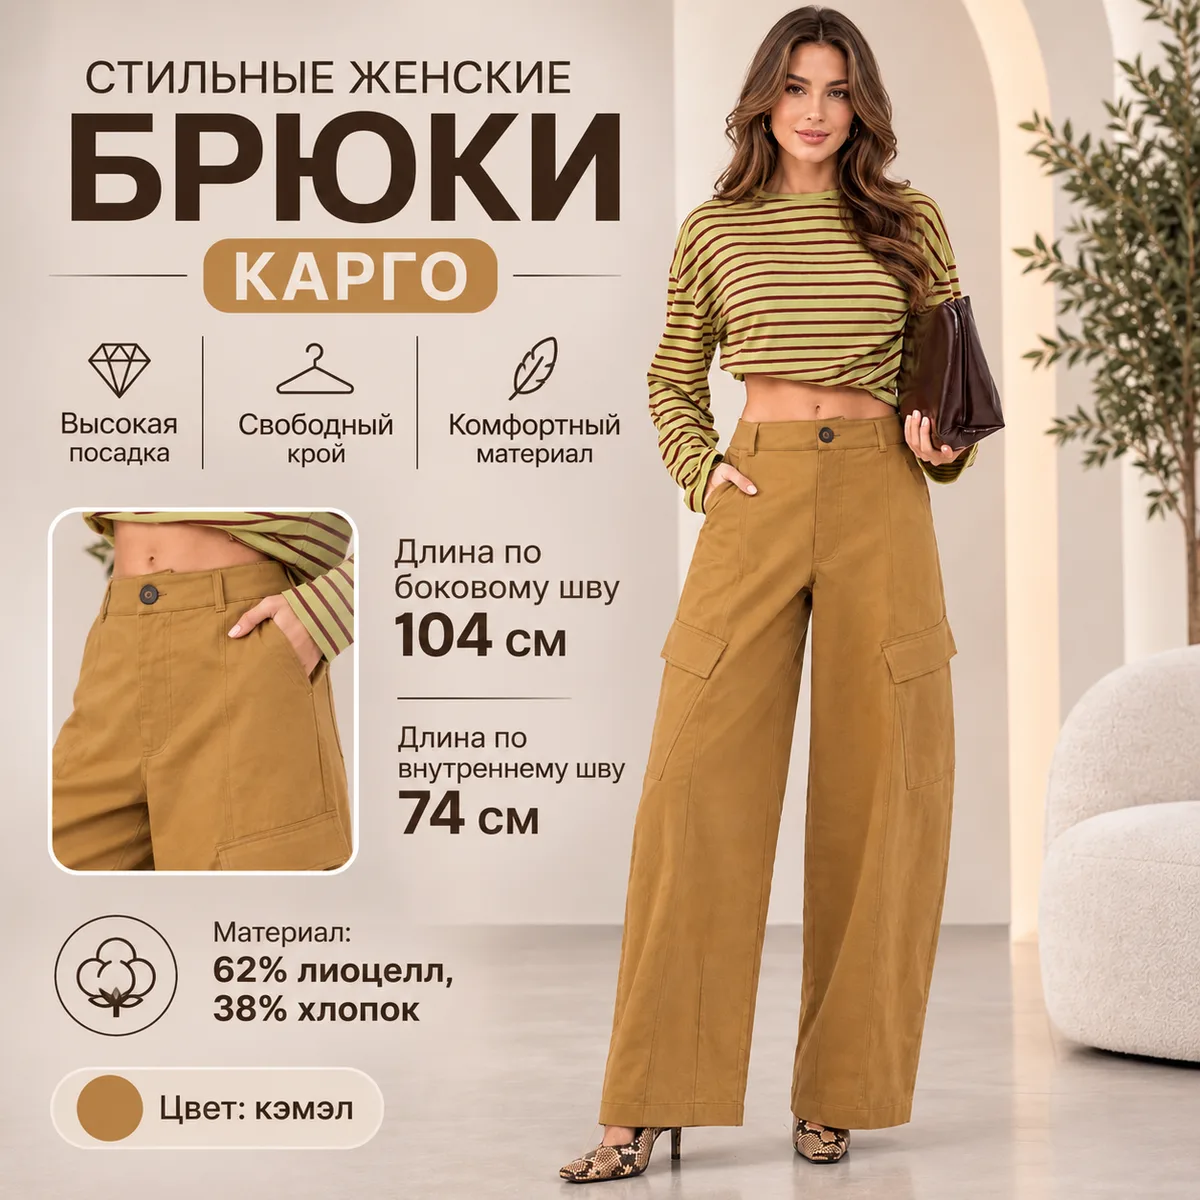 СТИЛЬНЫЕ ЖЕНСКИЕ
БРЮКИ
КАРГО
Высокая
посадка
Свободный
крой
Комфортный
материал
Длина по
боковому шву
104 см
Длина по
внутреннему шву
74 см
Материал:
62% лиоцелл,
38% хлопок
Цвет: кэмэл